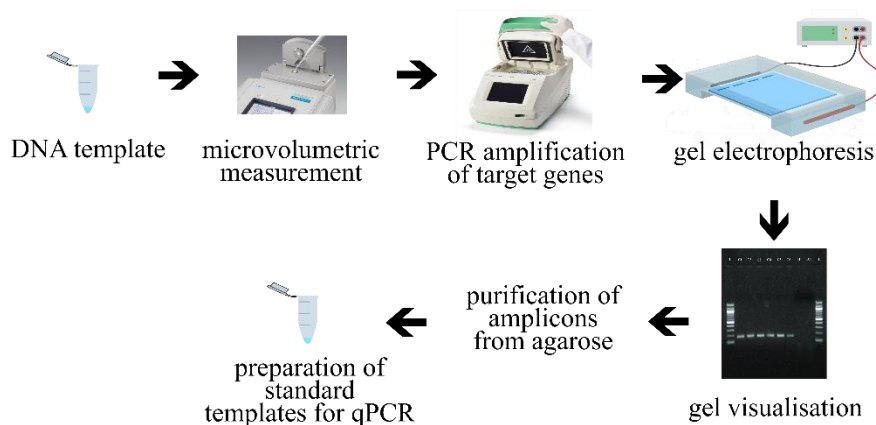 DNA template
microvolumetric
measurement
PCR amplification
of target genes
gel electrophoresis
purification of
amplicons
from agarose
preparation of
standard
templates for qPCR
gel visualisation